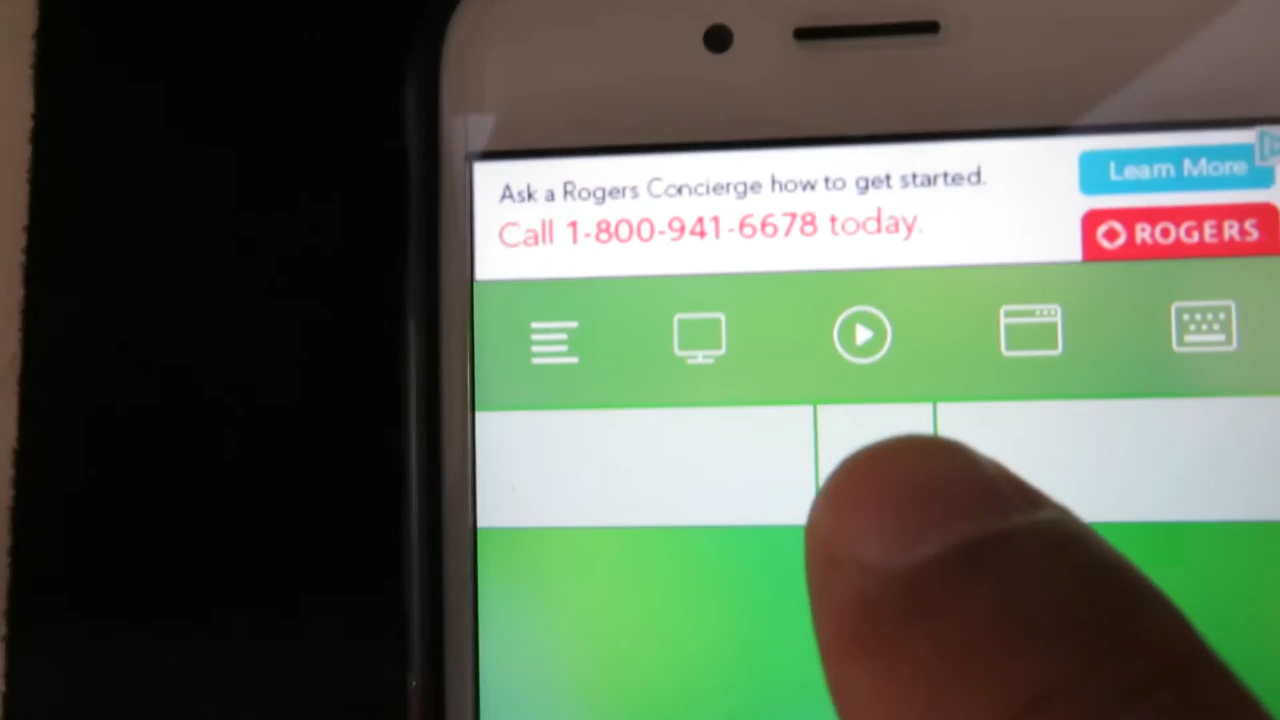 Ask a Rogers Concierge how to get started.
Call 1-800-941-6678 today.
Learn More
ROGERS